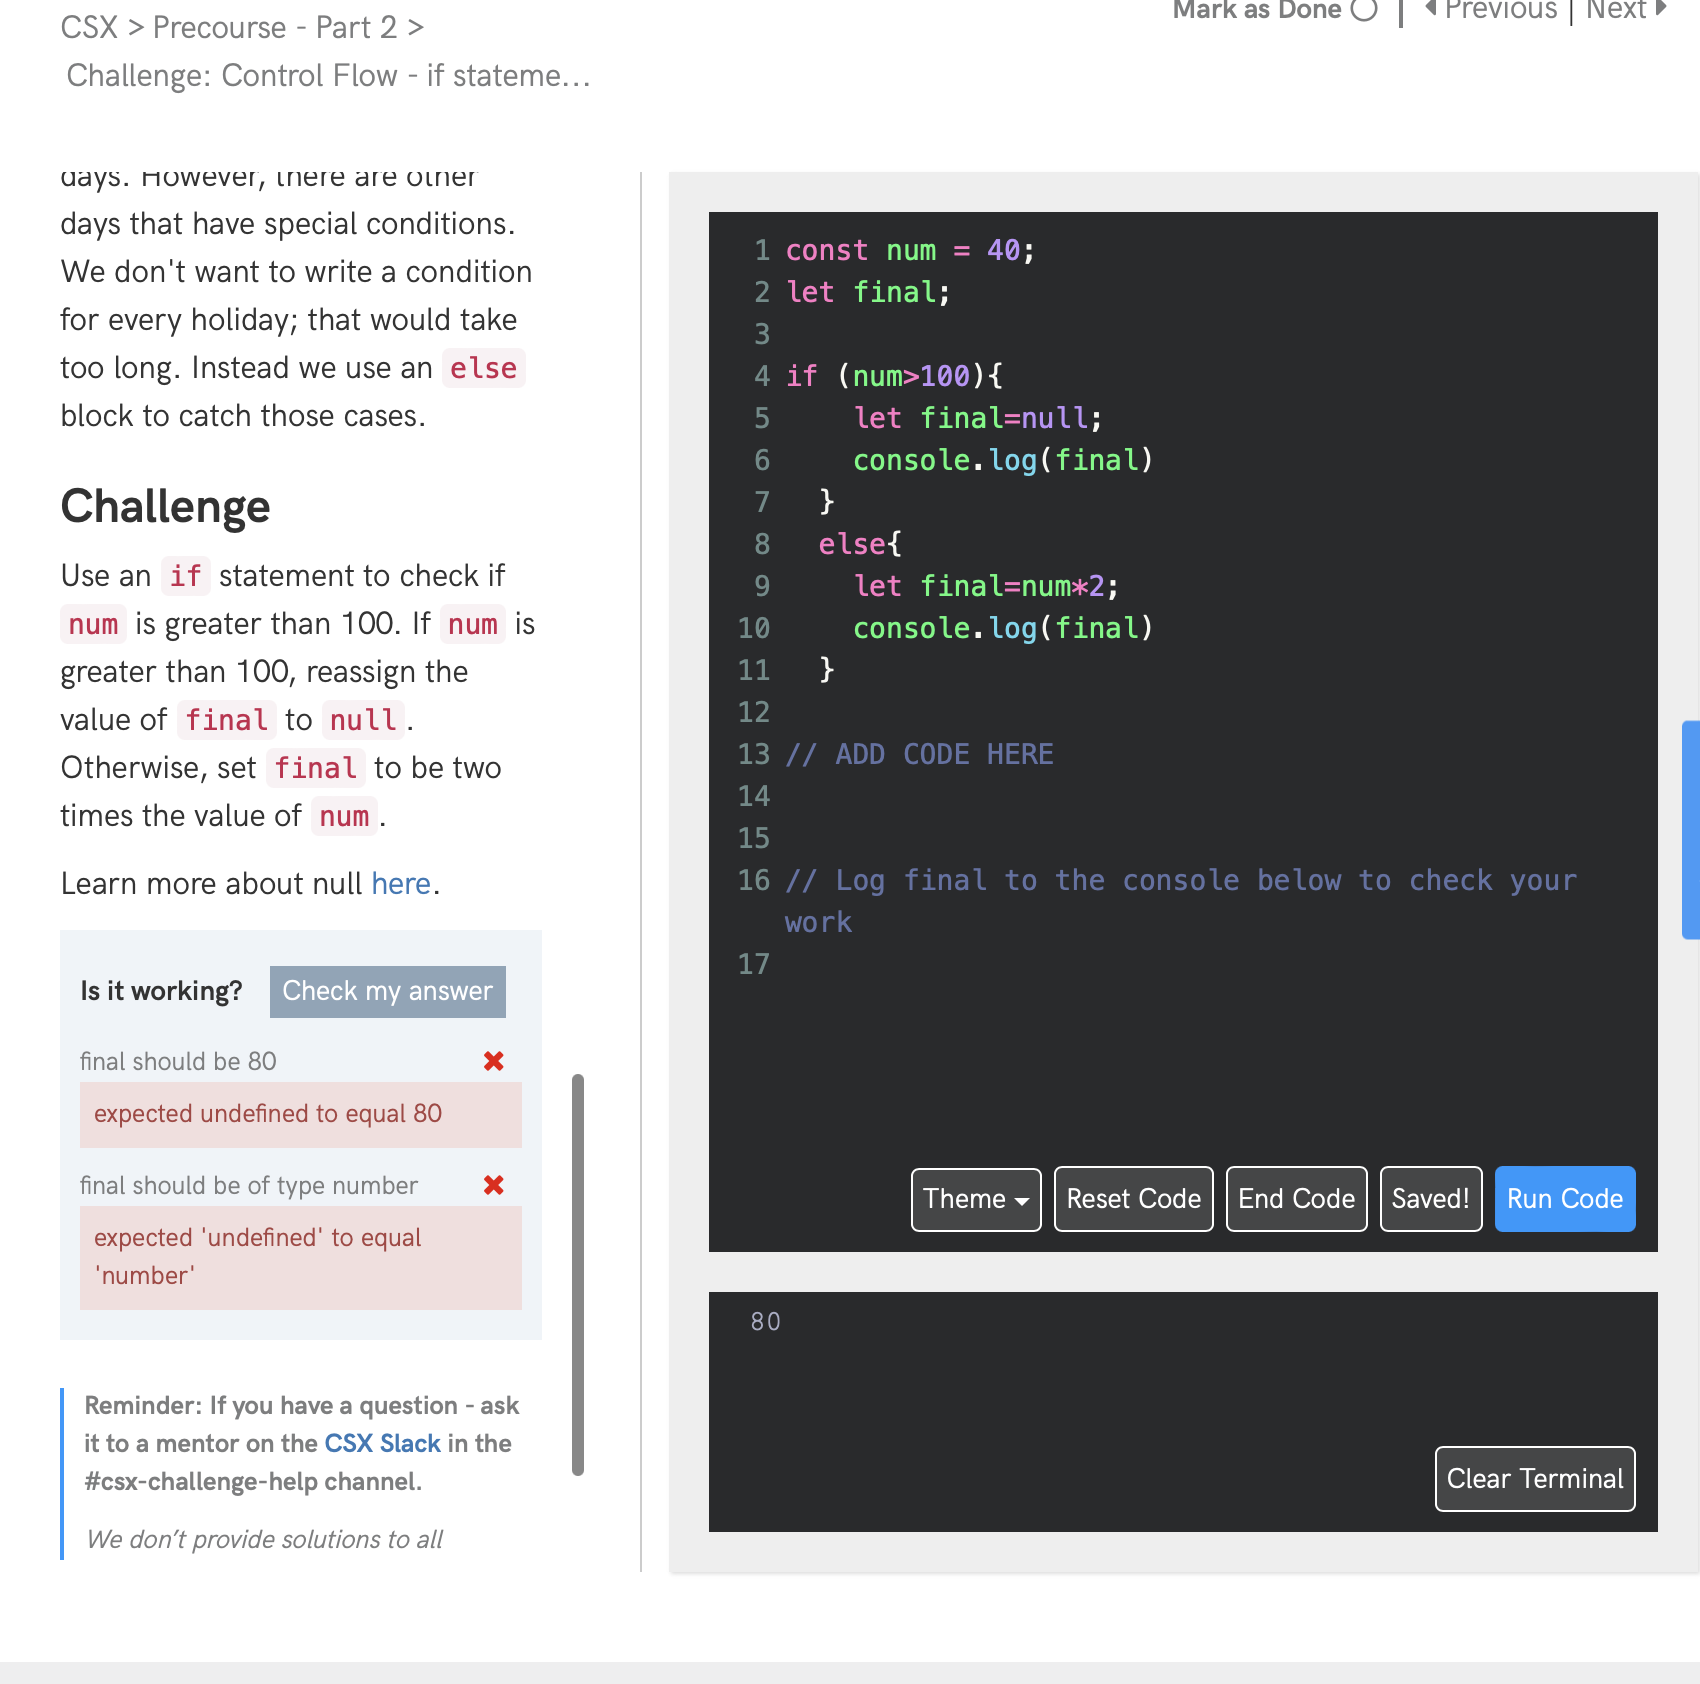 CSX > Precourse - Part 2 >
Challenge: Control Flow - if stateme...
Mark as Done | Previous | Next
days. However, there are other
days that have special conditions.
We don't want to write a condition
for every holiday; that would take
too long. Instead we use an else
block to catch those cases.
Challenge
Use an if statement to check if
num is greater than 100. If num is
greater than 100, reassign the
value of final to null.
Otherwise, set final to be two
times the value of num.
Learn more about null here.
Is it working? Check my answer
final should be 80
expected undefined to equal 80
final should be of type number
expected 'undefined' to equal
'number'
Reminder: If you have a question - ask
it to a mentor on the CSX Slack in the
#csx-challenge-help channel.
We don’t provide solutions to all
1 const num = 40;
2 let final;
3
4 if (num>100){
5     let final=null;
6     console.log(final)
7   }
8   else{
9     let final=num*2;
10     console.log(final)
11   }
12
13 // ADD CODE HERE
14
15
16 // Log final to the console below to check your
work
17
Theme Reset Code End Code Saved! Run Code
80
Clear Terminal